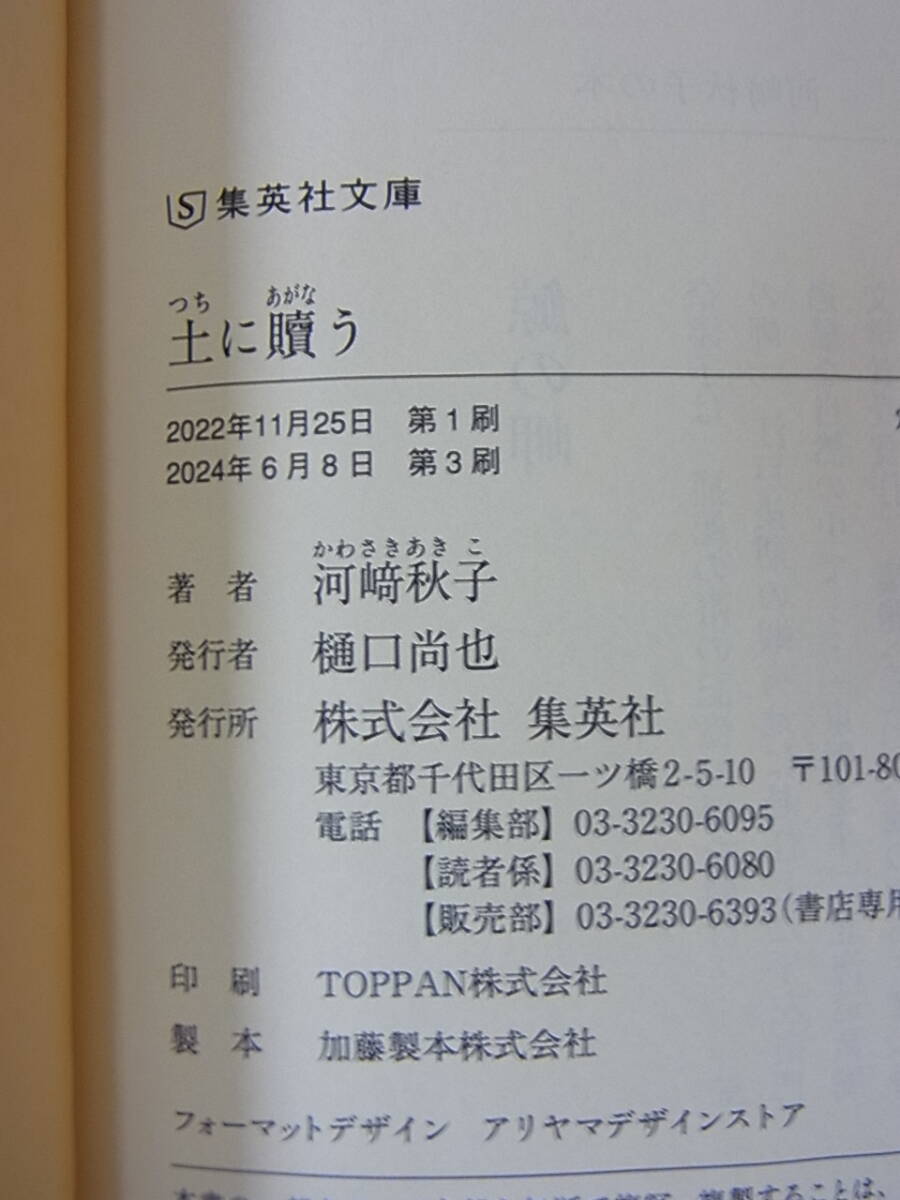 S 集英社文庫
つち あがな
土に贖う
2022年11月25日 第1刷
2024年6月8日 第3刷
かわさきあきこ
著者 河﨑秋子
発行者 樋口尚也
発行所 株式会社 集英社
東京都千代田区一ツ橋2-5-10 〒101-80
電話 【編集部】03-3230-6095
【読者係】03-3230-6080
【販売部】03-3230-6393(書店専用
印刷 TOPPAN株式会社
製本 加藤製本株式会社
フォーマットデザイン アリヤマデザインストア